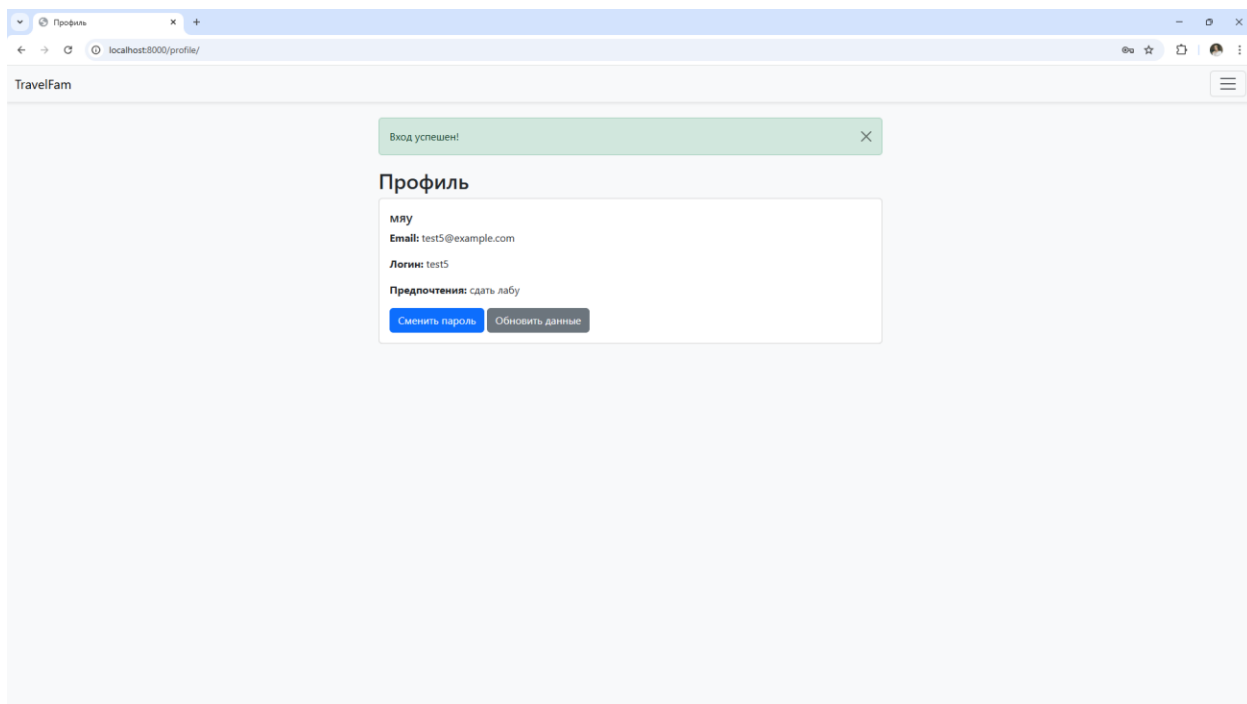 Профиль
localhost:8000/profile/
TravelFam
Вход успешен!
Профиль
мяу
Email: test5@example.com
Логин: test5
Предпочтения: сдать лабу
Сменить пароль Обновить данные